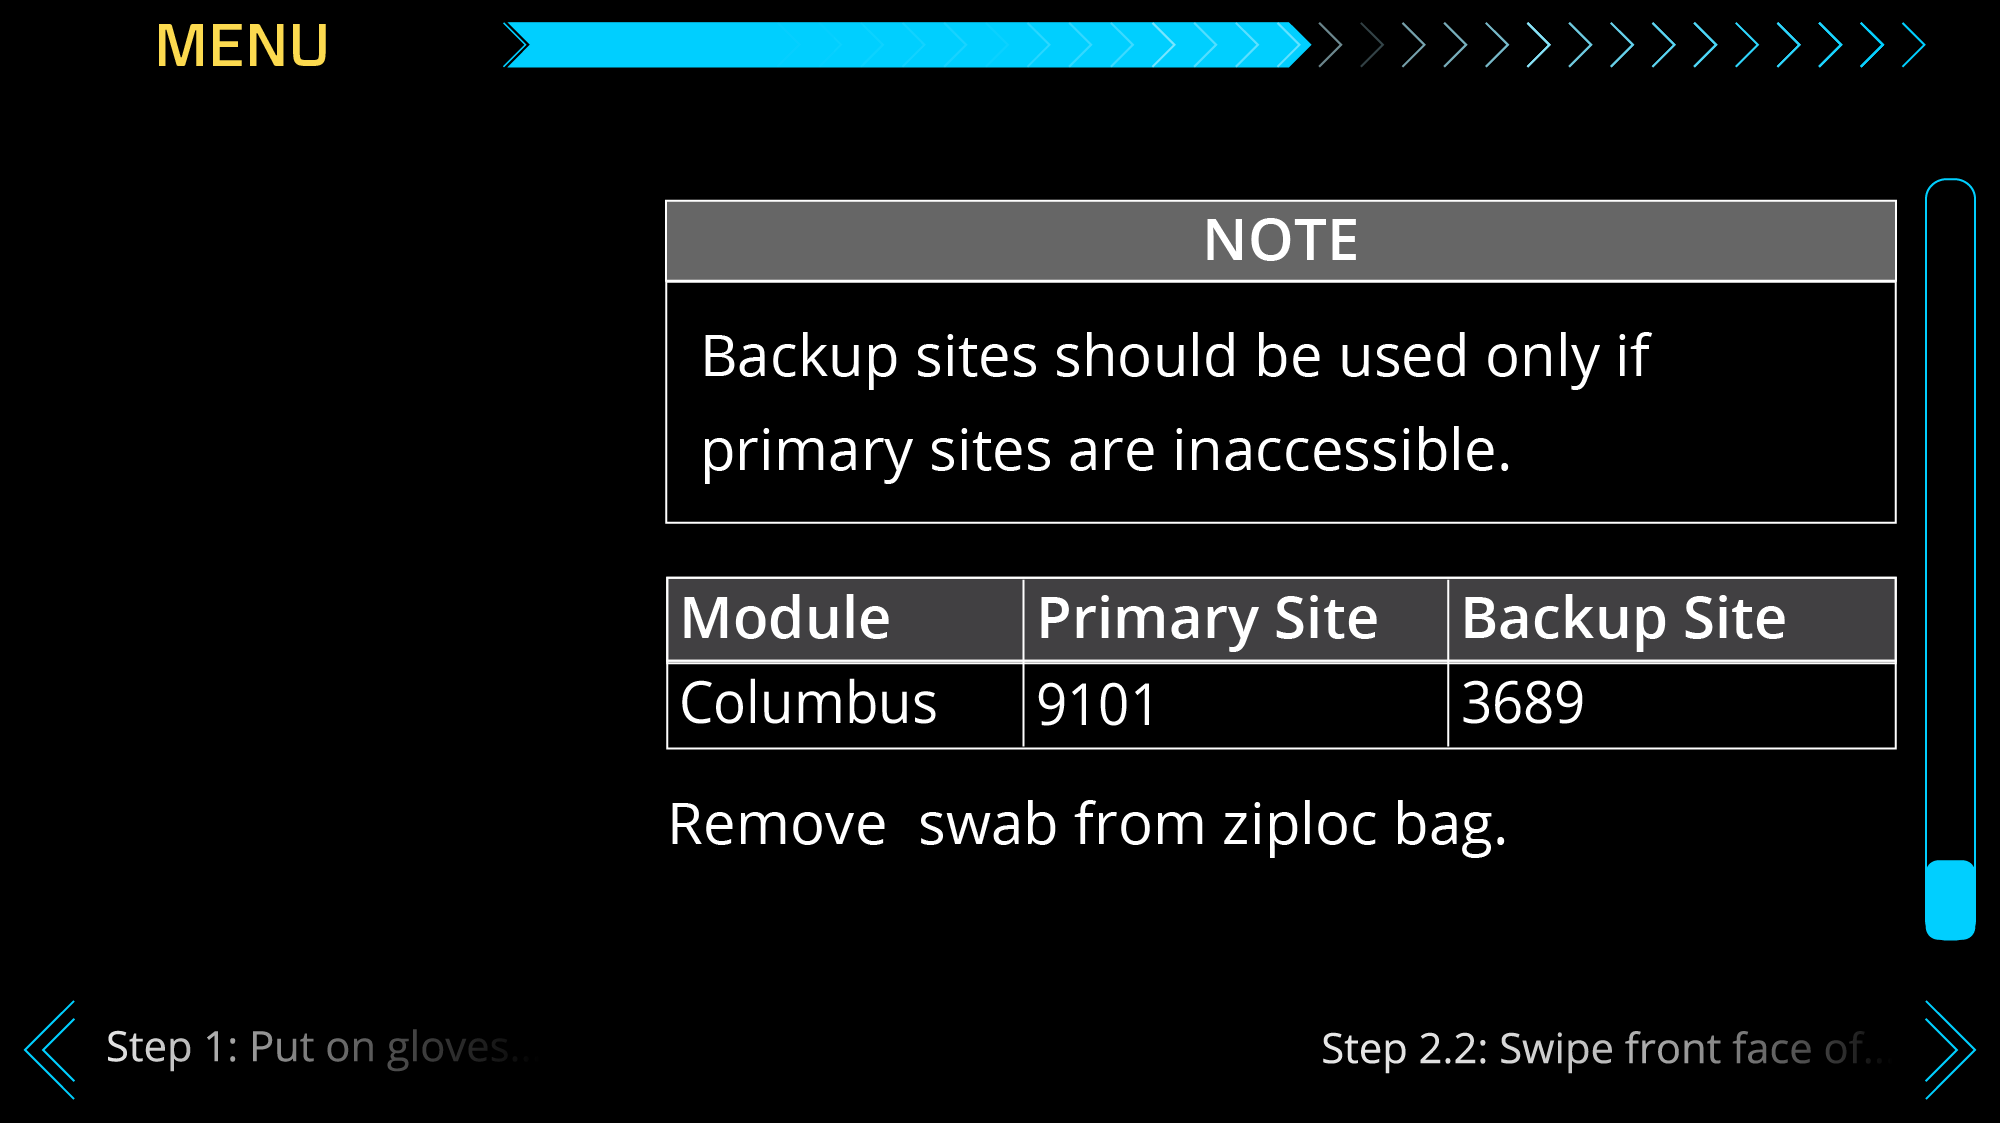 MENU
NOTE
Backup sites should be used only if
primary sites are inaccessible.
Module Primary Site Backup Site
Columbus 9101 3689
Remove  swab from ziploc bag.
Step 1: Put on gloves...
Step 2.2: Swipe front face of...